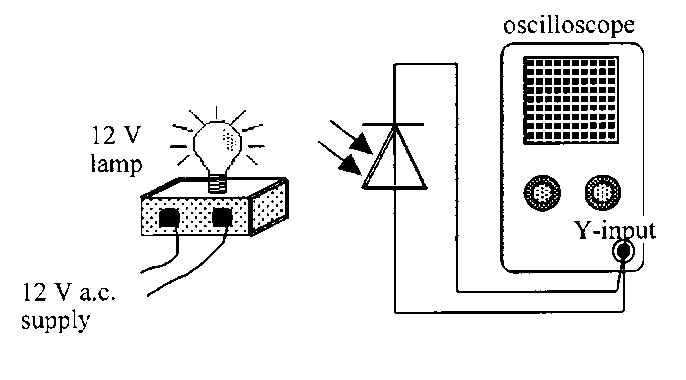 oscilloscope
12 V
lamp
Y-input
12 V a.c.
supply